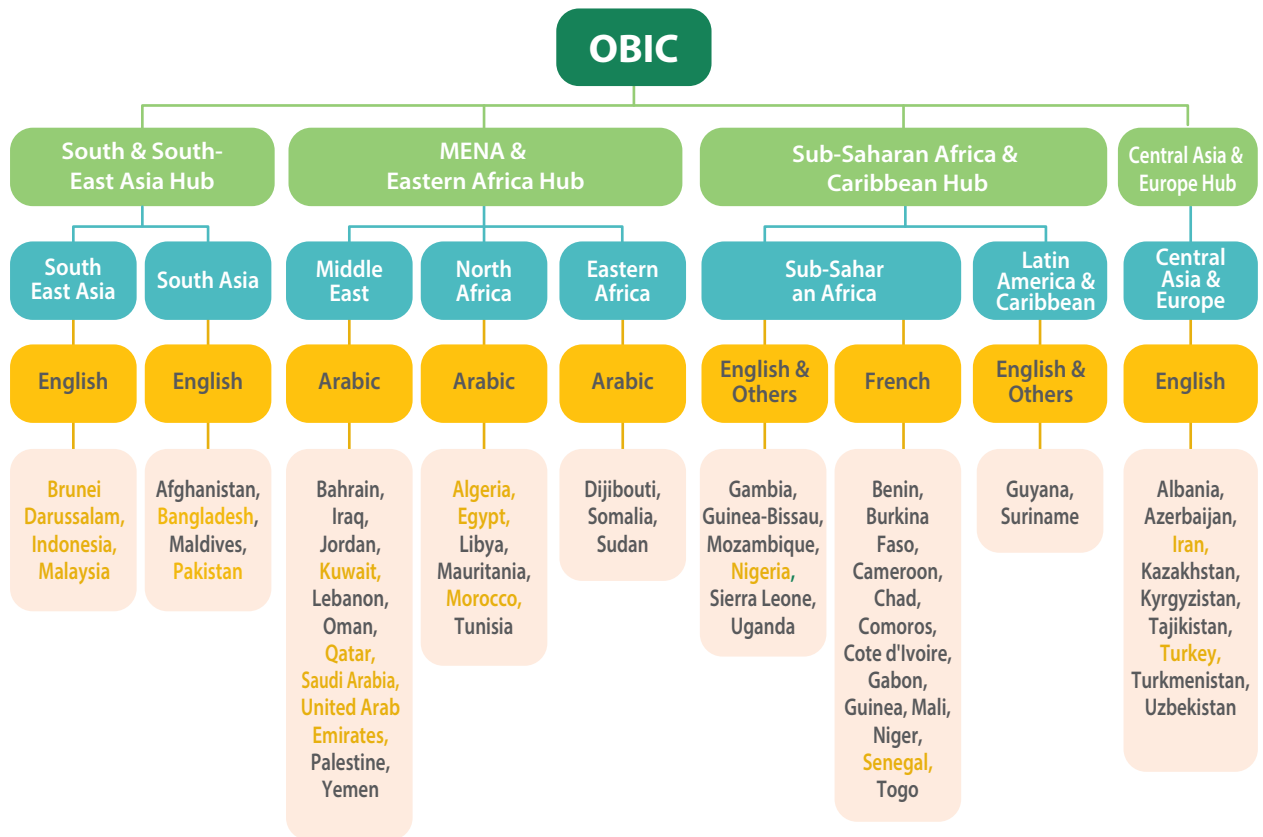 OBIC
South & South-
East Asia Hub
MENA &
Eastern Africa Hub
Sub-Saharan Africa &
Caribbean Hub
Central Asia &
Europe Hub
South
East Asia
South Asia
Middle
East
North
Africa
Eastern
Africa
Sub-Sahar
an Africa
Latin
America &
Caribbean
Central
Asia &
Europe
English
English
Arabic
Arabic
Arabic
English &
Others
French
English &
Others
English
Brunei
Darussalam,
Indonesia,
Malaysia
Afghanistan,
Bangladesh,
Maldives,
Pakistan
Bahrain,
Iraq,
Jordan,
Kuwait,
Lebanon,
Oman,
Qatar,
Saudi Arabia,
United Arab
Emirates,
Palestine,
Yemen
Algeria,
Egypt,
Libya,
Mauritania,
Morocco,
Tunisia
Dijibouti,
Somalia,
Sudan
Gambia,
Guinea-Bissau,
Mozambique,
Nigeria,
Sierra Leone,
Uganda
Benin,
Burkina
Faso,
Cameroon,
Chad,
Comoros,
Cote d'Ivoire,
Gabon,
Guinea, Mali,
Niger,
Senegal,
Togo
Guyana,
Suriname
Albania,
Azerbaijan,
Iran,
Kazakhstan,
Kyrgyzistan,
Tajikistan,
Turkey,
Turkmenistan,
Uzbekistan